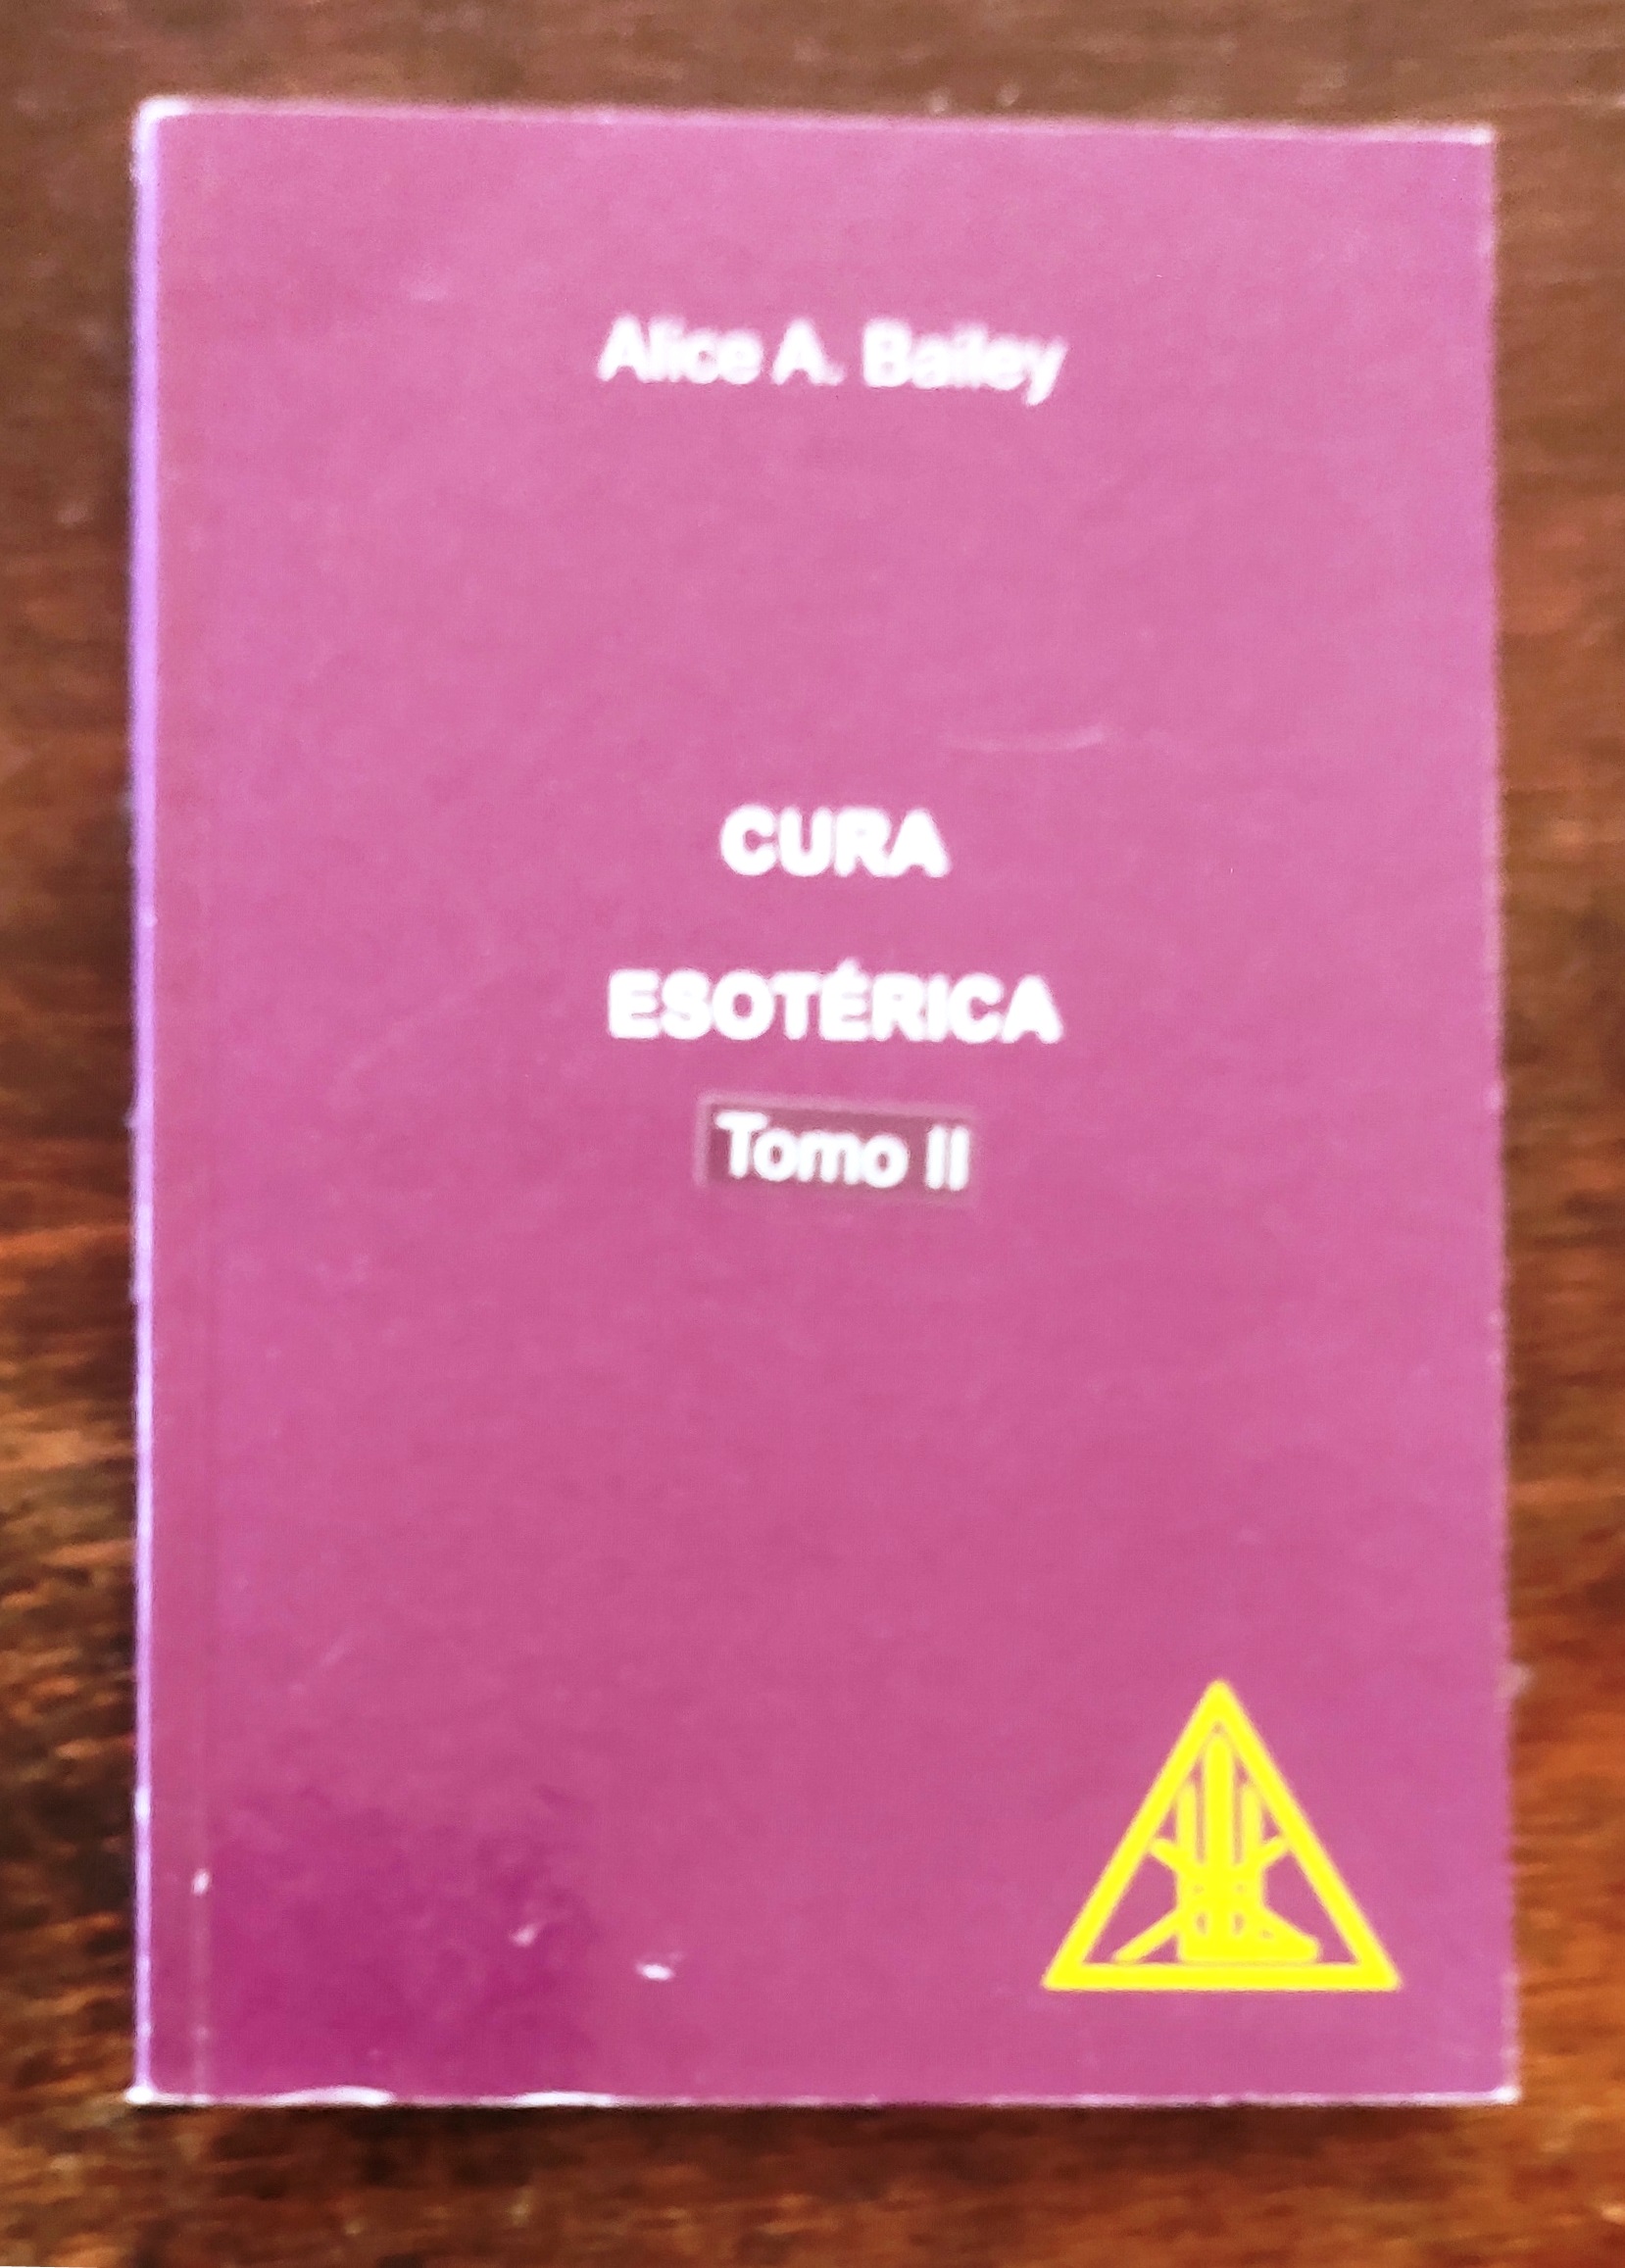 Alice A. Bailey
CURA
ESOTÉRICA
Tomo II